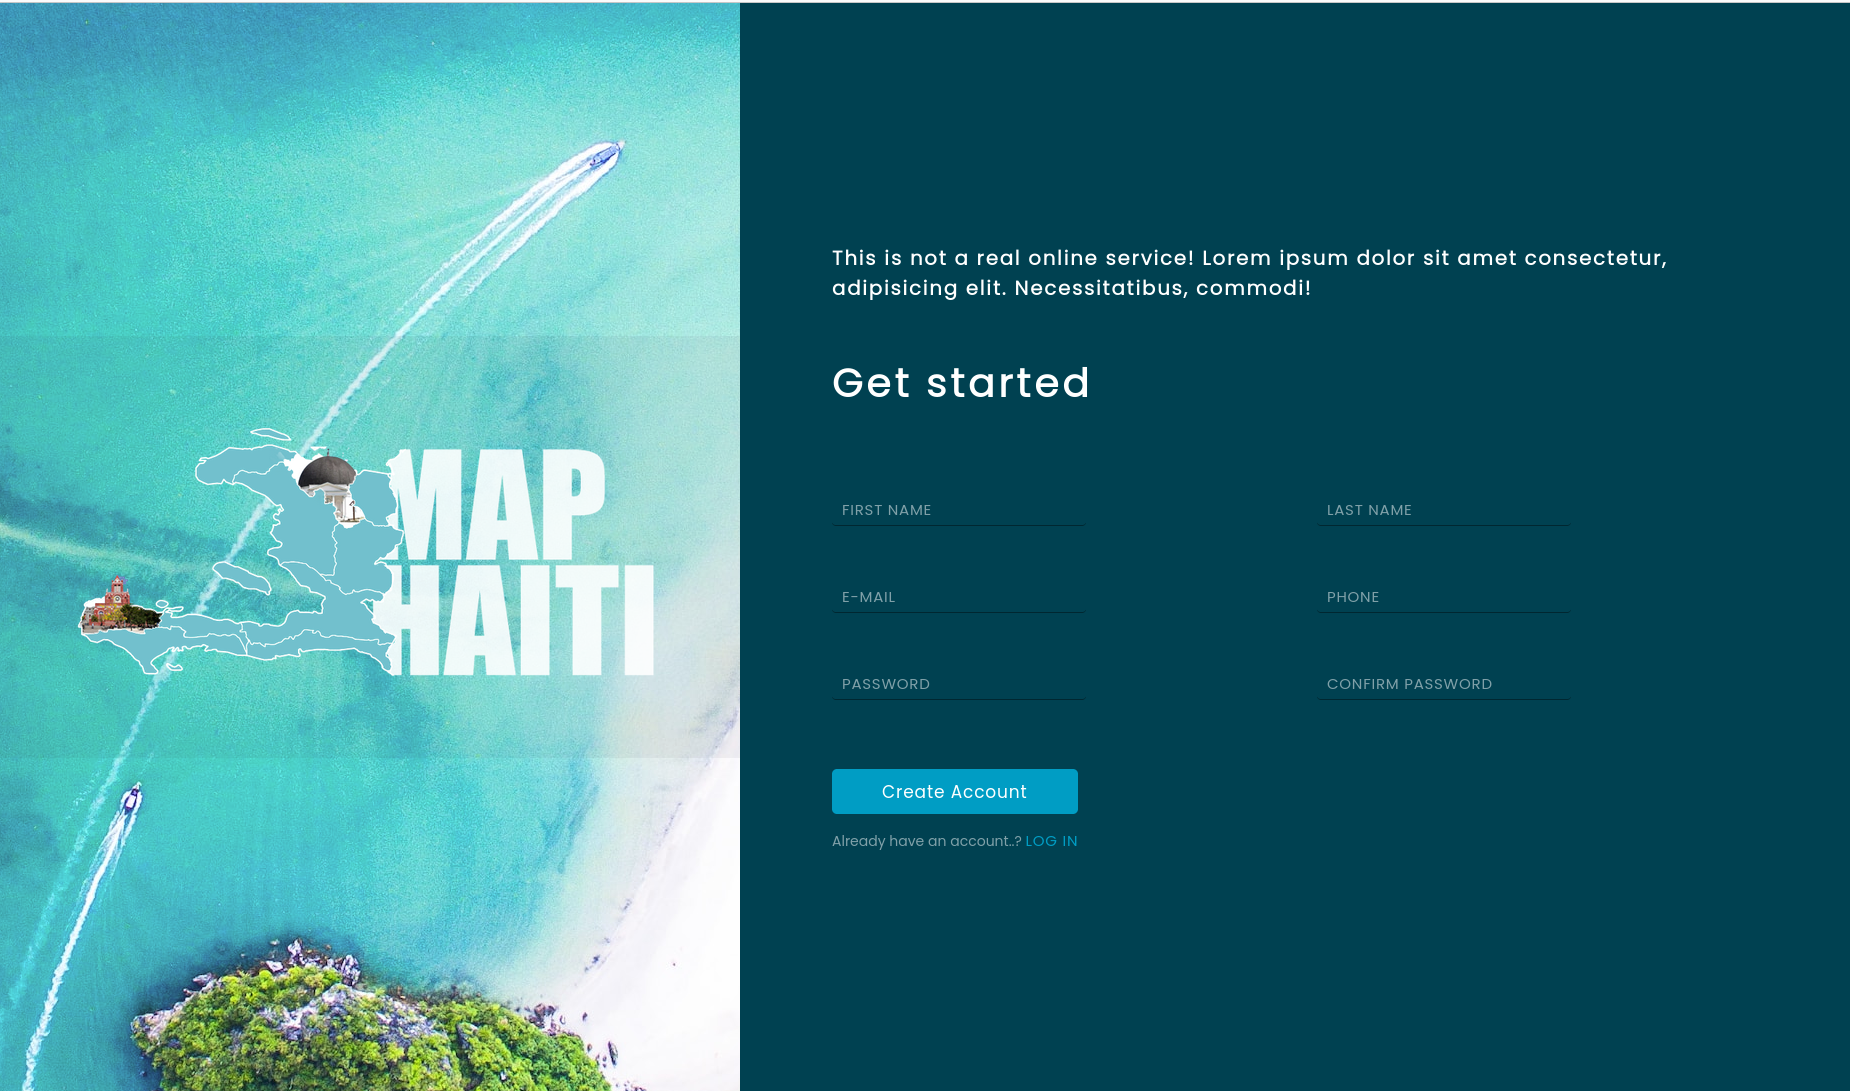 MAP
HAITI
This is not a real online service! Lorem ipsum dolor sit amet consectetur,
adipisicing elit. Necessitatibus, commodi!
Get started
FIRST NAME
LAST NAME
E-MAIL
PHONE
PASSWORD
CONFIRM PASSWORD
Create Account
Already have an account..? LOG IN